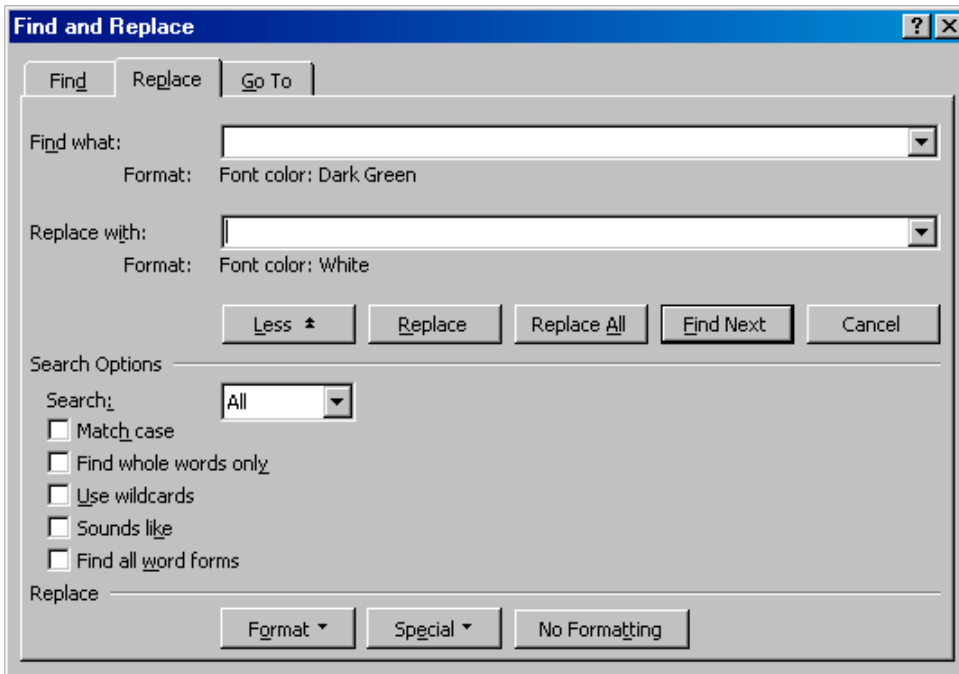 Find and Replace
Find Replace Go To
Find what:
Format: Font color: Dark Green
Replace with:
Format: Font color: White
Less Replace Replace All Find Next Cancel
Search Options
Search: All
Match case
Find whole words only
Use wildcards
Sounds like
Find all word forms
Replace
Format Special No Formatting